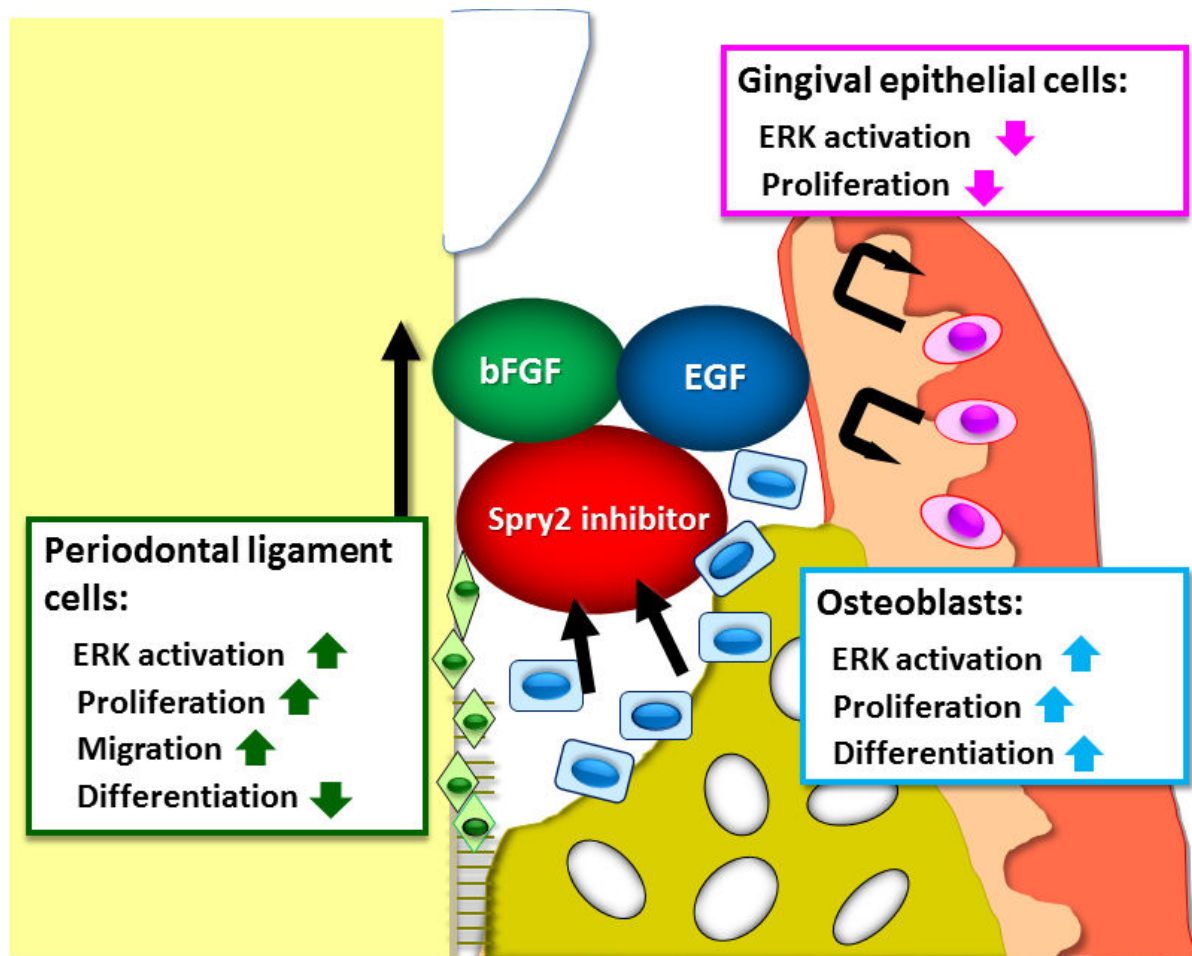 Gingival epithelial cells:
ERK activation
Proliferation
bFGF
EGF
Spry2 inhibitor
Periodontal ligament
cells:
ERK activation
Proliferation
Migration
Differentiation
Osteoblasts:
ERK activation
Proliferation
Differentiation